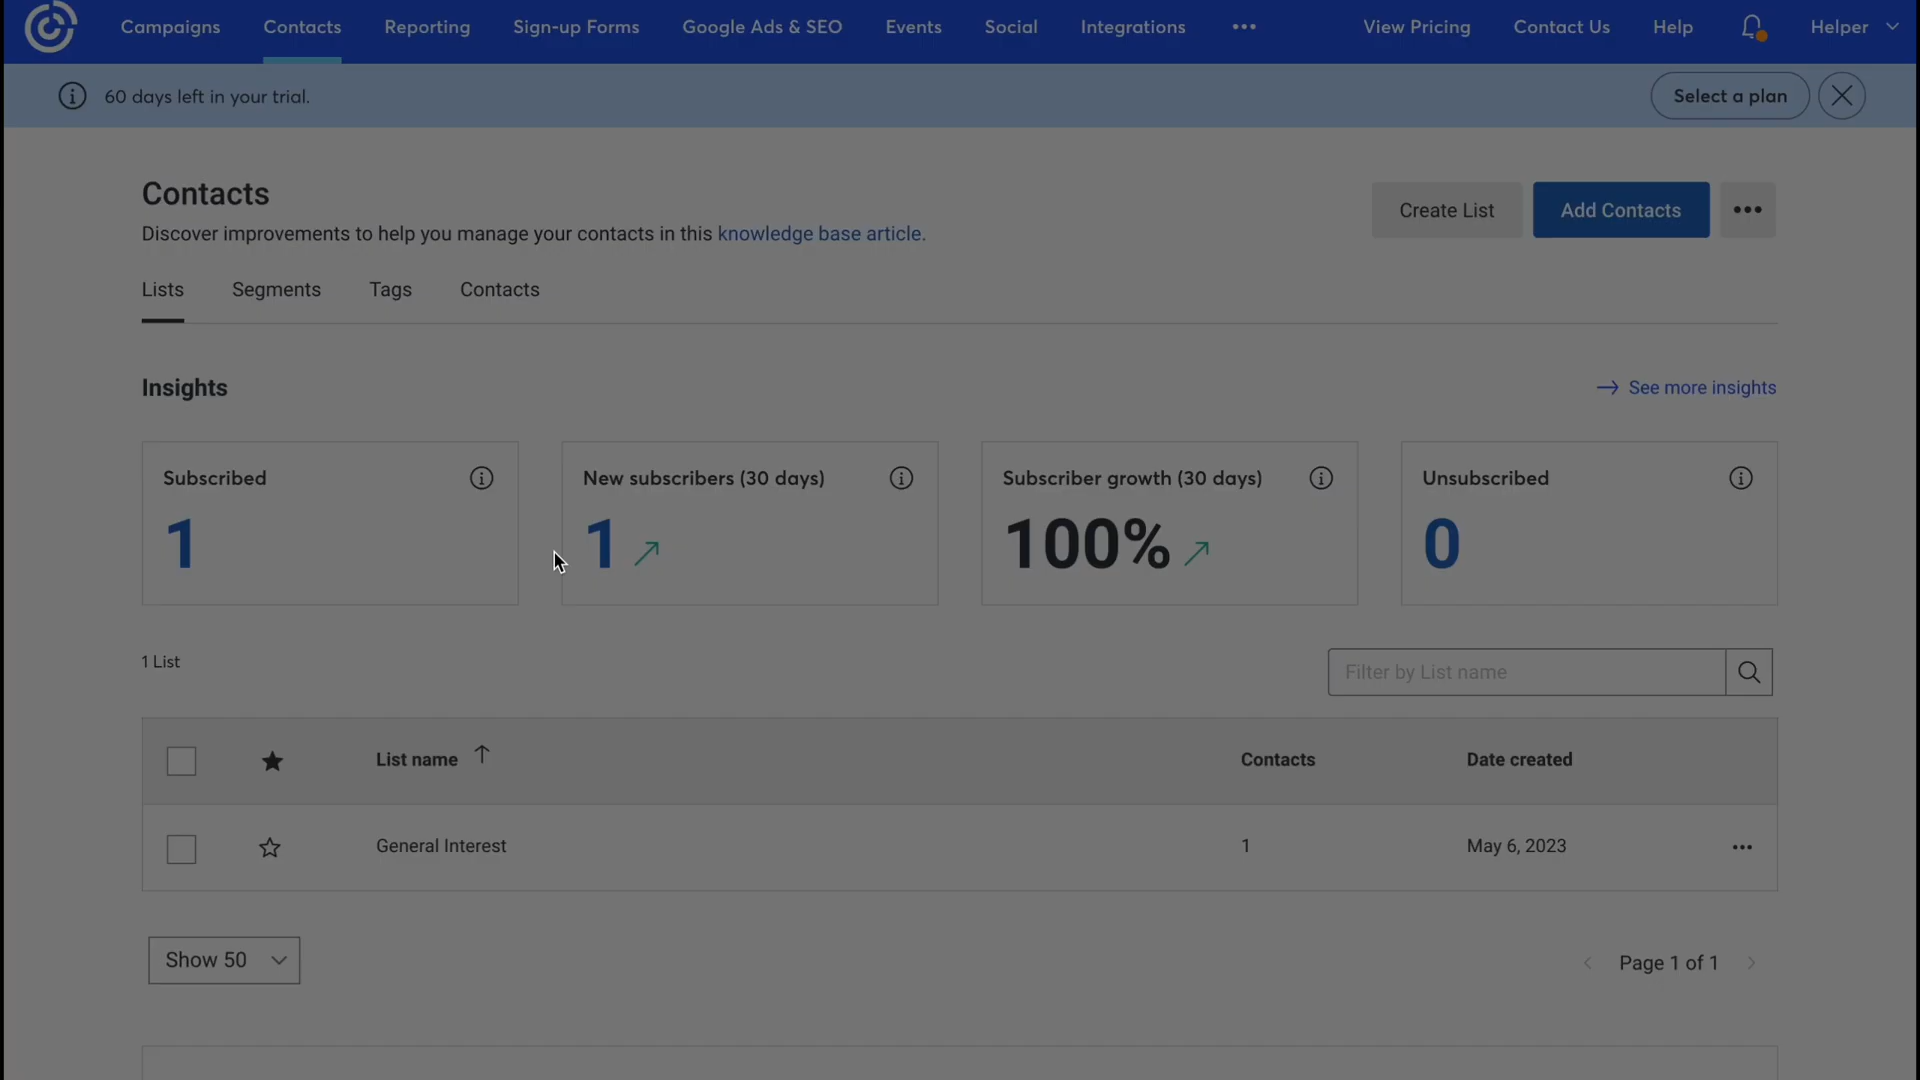 Campaigns Contacts Reporting Sign-up Forms Google Ads & SEO Events Social Integrations ••• View Pricing Contact Us Help Helper
60 days left in your trial. Select a plan
Contacts
Create List Add Contacts •••
Discover improvements to help you manage your contacts in this knowledge base article.
Lists Segments Tags Contacts
Insights See more insights
Subscribed New subscribers (30 days) Subscriber growth (30 days) Unsubscribed
1 1 100% 0
1 List
Filter by List name
List name Contacts Date created
General Interest 1 May 6, 2023 •••
Show 50 Page 1 of 1